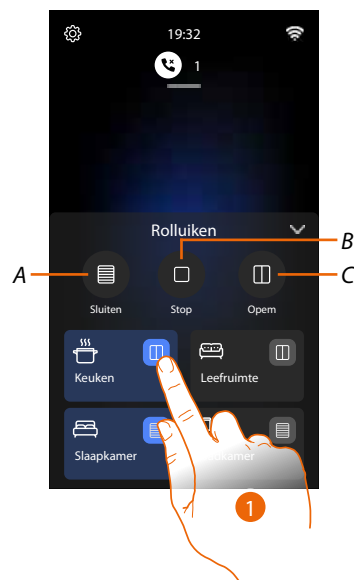 19:32
1
Rolluiken
A
B
C
Sluiten
Stop
Opem
Keuken
Leefruimte
Slaapkamer
1